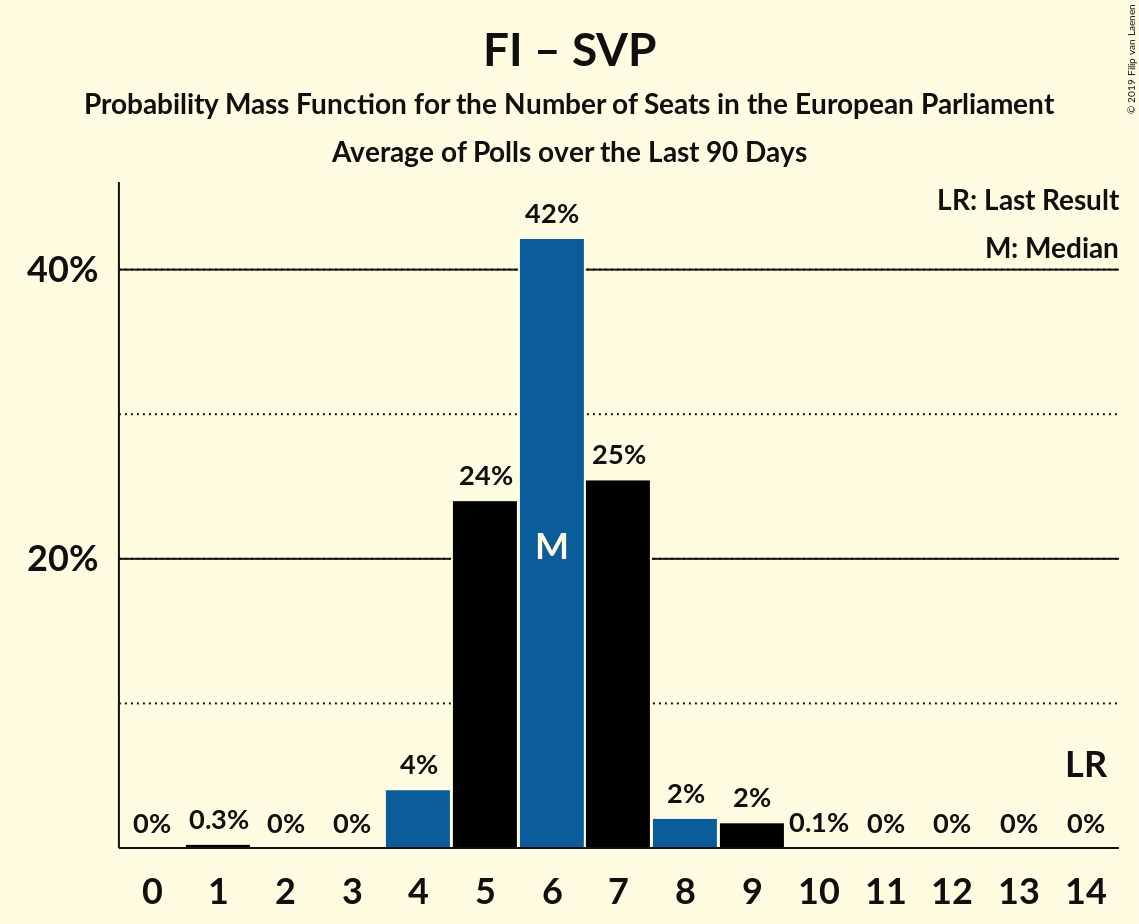 FI – SVP
Probability Mass Function for the Number of Seats in the European Parliament
Average of Polls over the Last 90 Days
© 2019 Filip van Laenen
LR: Last Result
M: Median
40%
20%
0%
0.3%
0%
0%
4%
24%
42%
25%
2%
2%
0.1%
0%
0%
0%
0%
M
LR
0 1 2 3 4 5 6 7 8 9 10 11 12 13 14